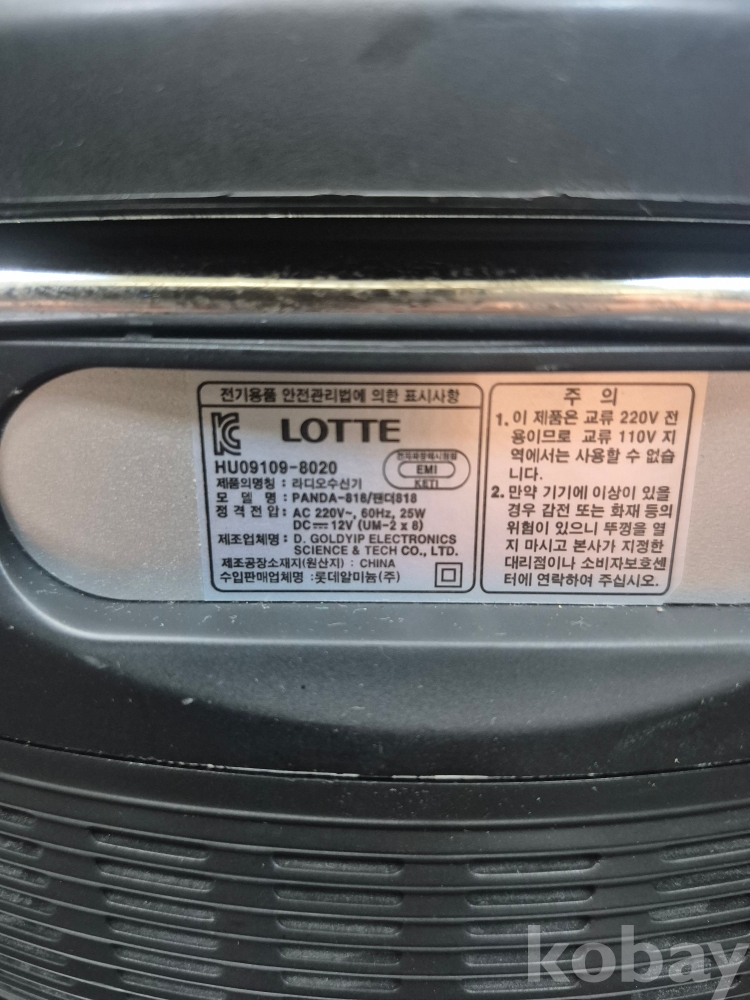 전기용품 안전관리법에 의한 표시사항
LOTTE
HU09109-8020
전자파장해시험필
EMI
KETI
제품의명칭 : 라디오수신기
모 델 명 : PANDA-818/팬더818
정 격 전 압 : AC 220V~, 60Hz, 25W
DC 12V (UM-2 x 8)
제조업체명 : D. GOLDYIP ELECTRONICS
SCIENCE & TECH CO., LTD.
제조공장소재지(원산지) : CHINA
수입판매업체명 :롯데알미늄(주)
주 의
1. 이 제품은 교류 220V 전
용이므로 교류 110V 지
역에서는 사용할 수 없습
니다.
2. 만약 기기에 이상이 있을
경우 감전 또는 화재 등의
위험이 있으니 뚜껑을 열
지 마시고 본사가 지정한
대리점이나 소비자보호센
터에 연락하여 주십시오.
kobay